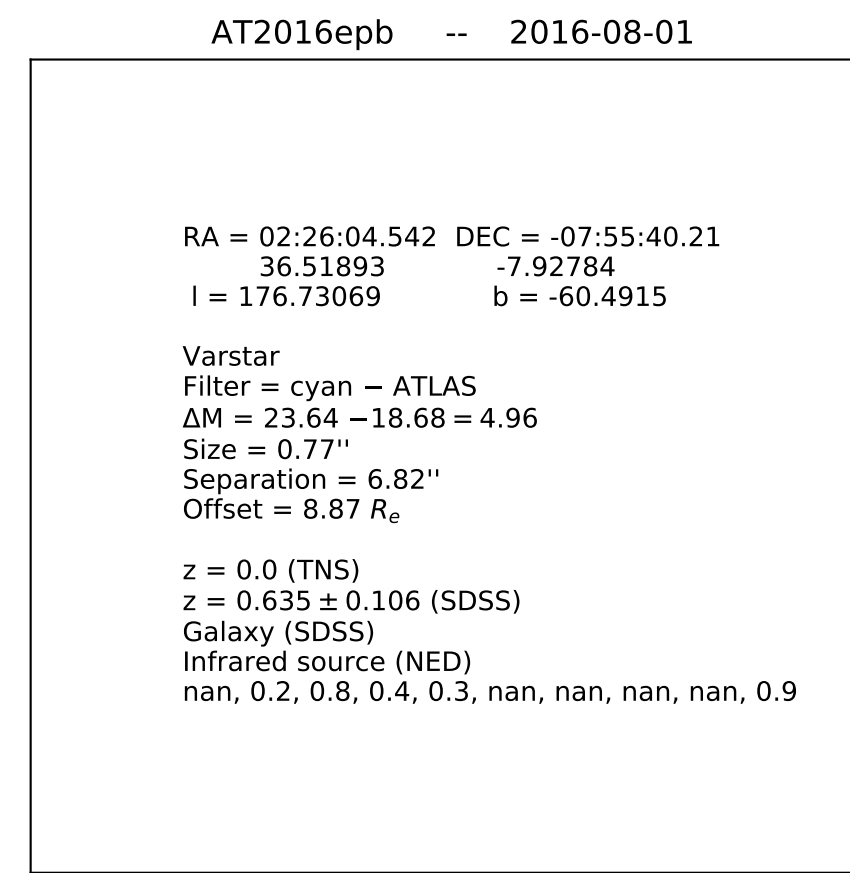 AT2016epb -- 2016-08-01
RA = 02:26:04.542 DEC = -07:55:40.21
36.51893 -7.92784
l = 176.73069 b = -60.4915
Varstar
Filter = cyan − ATLAS
ΔM = 23.64 −18.68 = 4.96
Size = 0.77''
Separation = 6.82''
Offset = 8.87 Re
z = 0.0 (TNS)
z = 0.635 ± 0.106 (SDSS)
Galaxy (SDSS)
Infrared source (NED)
nan, 0.2, 0.8, 0.4, 0.3, nan, nan, nan, nan, 0.9